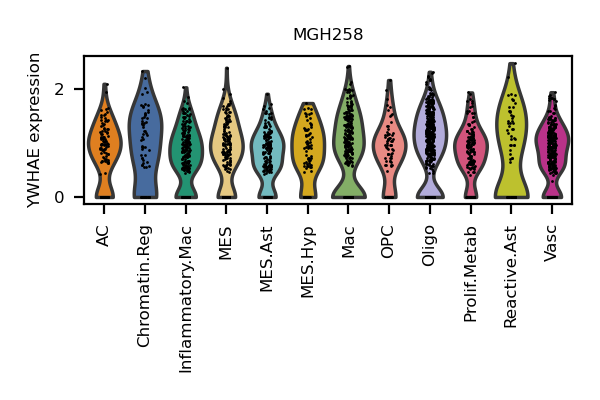 MGH258
YWHAE expression
2
0
AC
Chromatin.Reg
Inflammatory.Mac
MES
MES.Ast
MES.Hyp
Mac
OPC
Oligo
Prolif.Metab
Reactive.Ast
Vasc